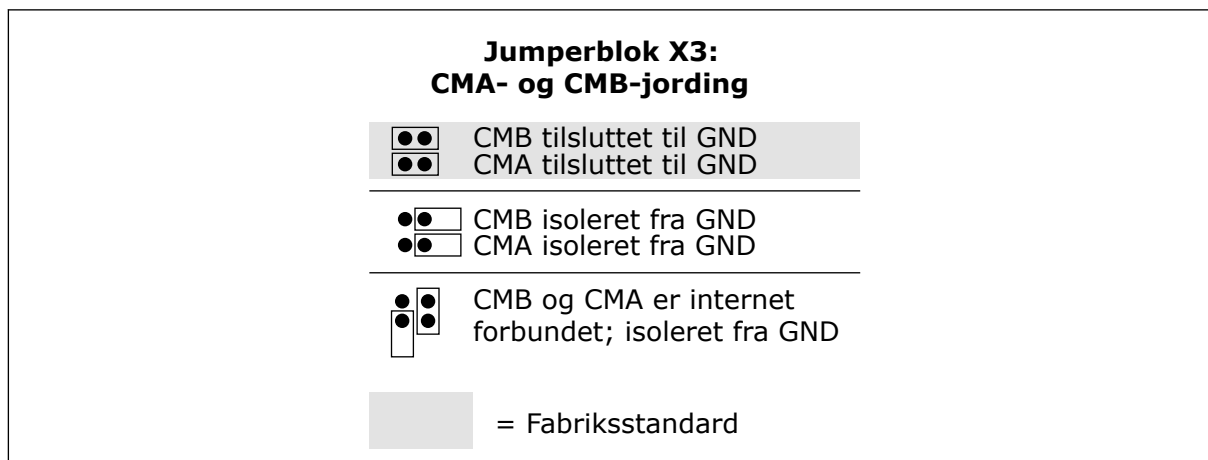 Jumperblok X3:
CMA- og CMB-jording
CMB tilsluttet til GND
CMA tilsluttet til GND
CMB isoleret fra GND
CMA isoleret fra GND
CMB og CMA er internet
forbundet; isoleret fra GND
= Fabriksstandard